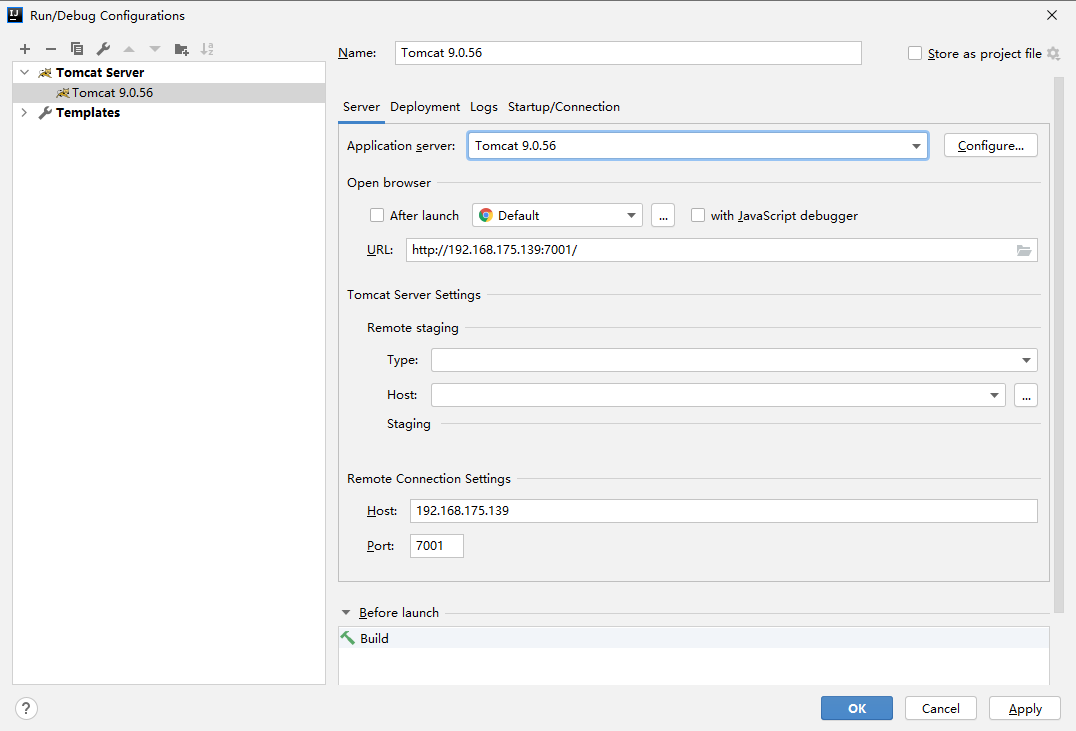 IJ Run/Debug Configurations
Name: Tomcat 9.0.56 Store as project file
Tomcat Server
Tomcat 9.0.56
Templates
Server Deployment Logs Startup/Connection
Application server: Tomcat 9.0.56 Configure...
Open browser
After launch Default ... with JavaScript debugger
URL: http://192.168.175.139:7001/
Tomcat Server Settings
Remote staging
Type:
Host: ...
Staging
Remote Connection Settings
Host: 192.168.175.139
Port: 7001
Before launch
Build
? OK Cancel Apply